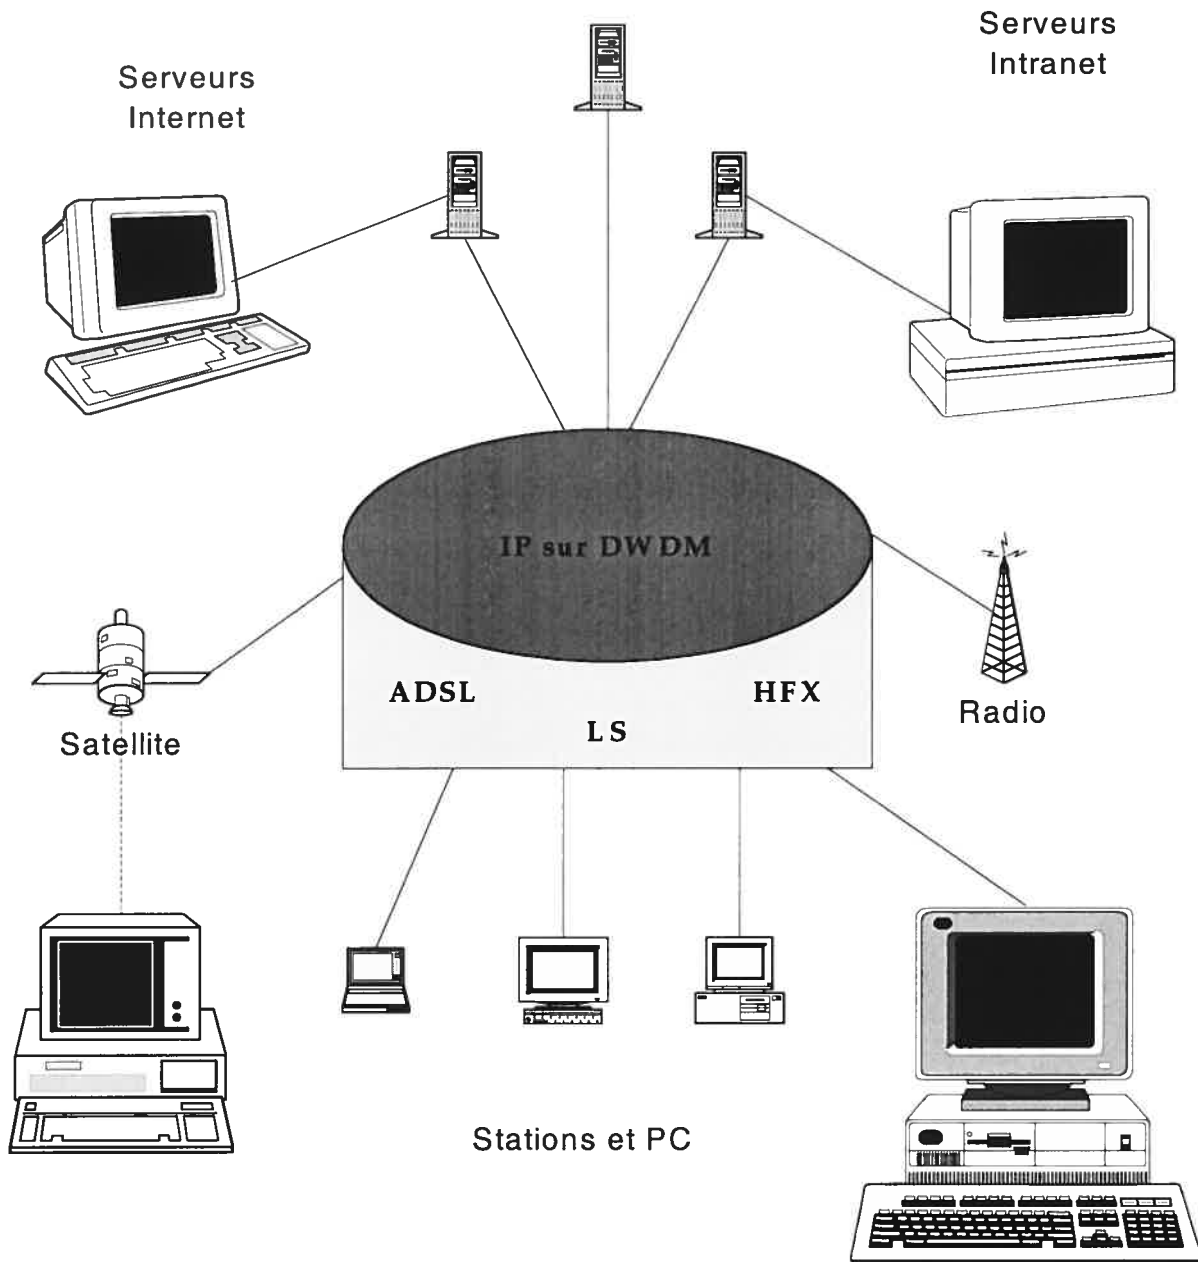 Serveurs
Internet
Serveurs
Intranet
IP sur DWDM
ADSL
HFX
LS
Satellite
Radio
Stations et PC